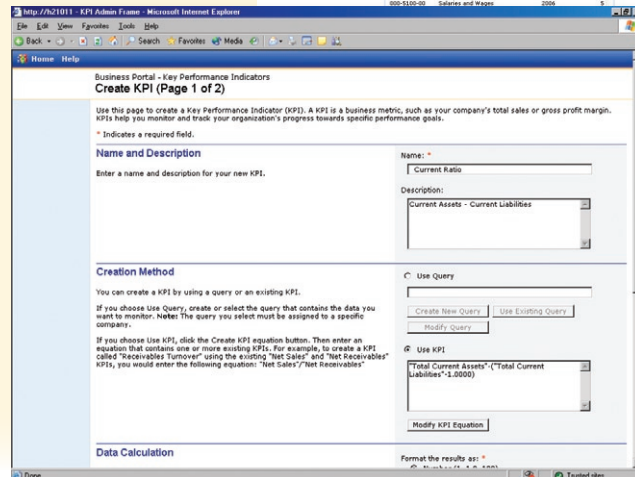 000-5100-00 Salaries and Wages 2006 5
http://h21011 - KPI Admin Frame - Microsoft Internet Explorer
File Edit View Favorites Tools Help
Back Search Favorites Media
Home Help
Business Portal - Key Performance Indicators
Create KPI (Page 1 of 2)
Use this page to create a Key Performance Indicator (KPI). A KPI is a business metric, such as your company's total sales or gross profit margin.
KPIs help you monitor and track your organization's progress towards specific performance goals.
* Indicates a required field.
Name and Description
Enter a name and description for your new KPI.
Name: *
Current Ratio
Description:
Current Assets - Current Liabilities
Creation Method
You can create a KPI by using a query or an existing KPI.
If you choose Use Query, create or select the query that contains the data you
want to monitor. Note: The query you select must be assigned to a specific
company.
If you choose Use KPI, click the Create KPI equation button. Then enter an
equation that contains one or more existing KPIs. For example, to create a KPI
called "Receivables Turnover" using the existing "Net Sales" and "Net Receivables"
KPIs, you would enter the following equation: "Net Sales"/"Net Receivables"
Use Query
Create New Query Use Existing Query
Modify Query
Use KPI
"Total Current Assets"-("Total Current
Liabilities"-1.0000)
Modify KPI Equation
Data Calculation
Format the results as: *
Done
Trusted sites